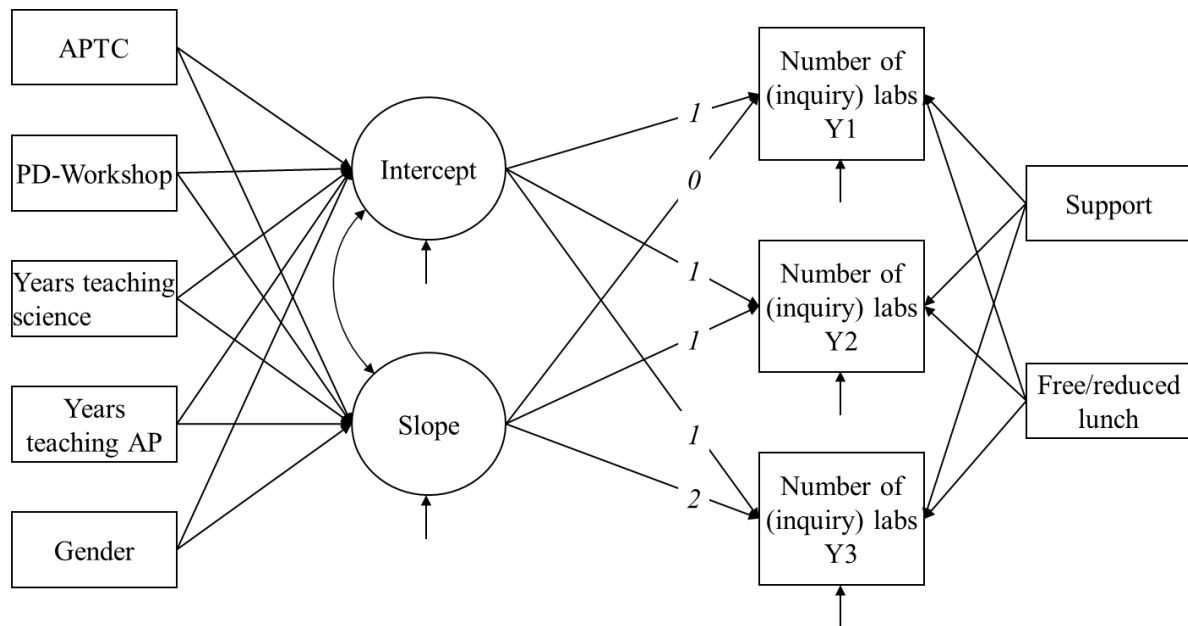 APTC
PD-Workshop
Years teaching
science
Years
teaching AP
Gender
Intercept
Slope
1
0
1
1
1
2
Number of
(inquiry) labs
Y1
Number of
(inquiry) labs
Y2
Number of
(inquiry) labs
Y3
Support
Free/reduced
lunch